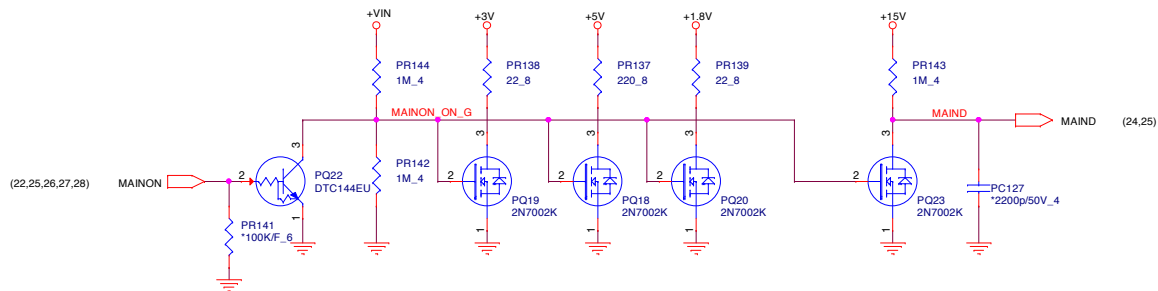 +VIN
+3V
+5V
+1.8V
+15V
PR144
1M_4
PR138
22_8
PR137
220_8
PR139
22_8
PR143
1M_4
MAINON_ON_G
MAIND
MAIND
(24,25)
3
3
3
3
3
(22,25,26,27,28)
MAINON
2
PQ22
DTC144EU
PR142
1M_4
2
2
2
2
1
PQ19
2N7002K
1
PQ18
2N7002K
1
PQ20
2N7002K
1
PQ23
2N7002K
1
PC127
*2200p/50V_4
PR141
*100K/F_6